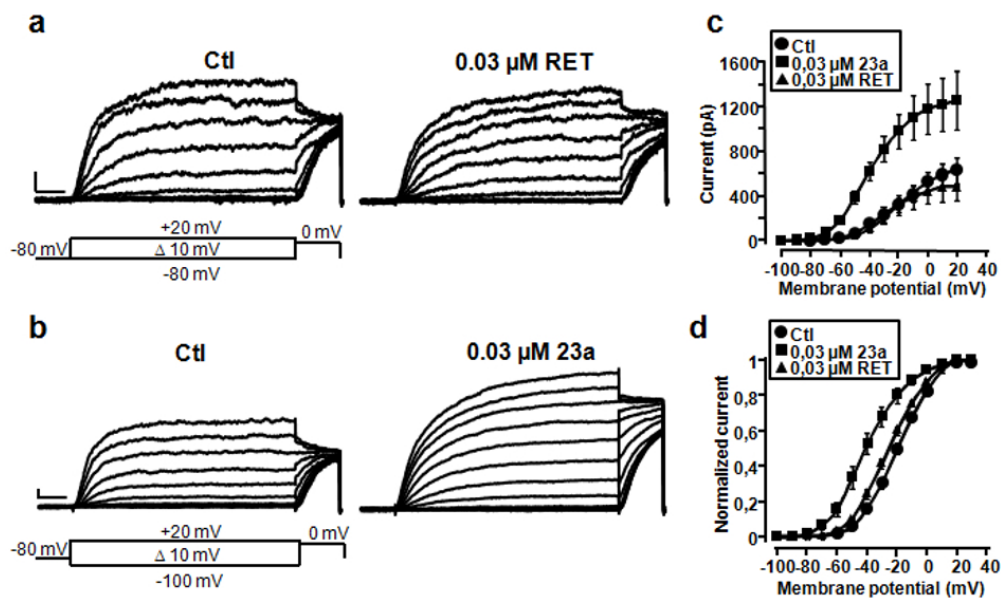 a
Ctl
0.03 µM RET
-80 mV
+20 mV
Δ 10 mV
-80 mV
0 mV
b
Ctl
0.03 µM 23a
-80 mV
+20 mV
Δ 10 mV
-100 mV
0 mV
c
Ctl
0,03 µM 23a
0,03 µM RET
1600
1200
800
400
0
Current (pA)
-100 -80 -60 -40 -20 0 20 40
Membrane potential (mV)
d
Ctl
0,03 µM 23a
0,03 µM RET
1
0,8
0,6
0,4
0,2
0
Normalized current
-100 -80 -60 -40 -20 0 20 40
Membrane potential (mV)